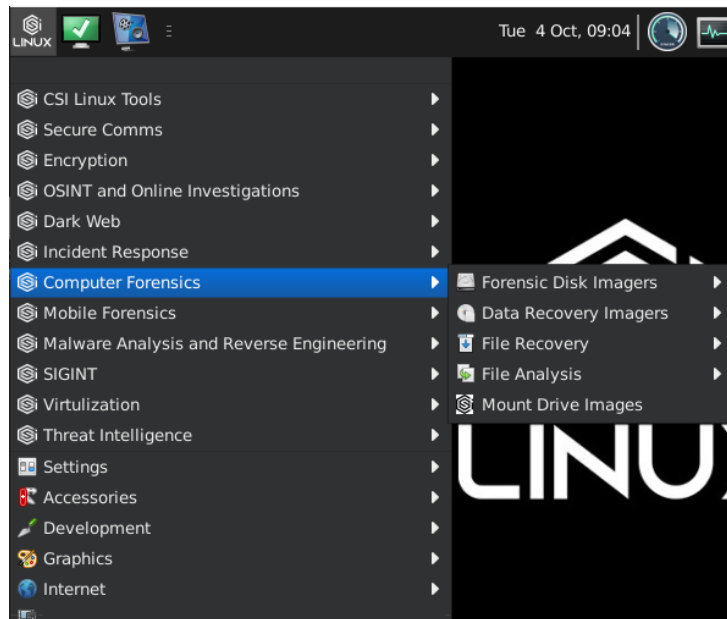 LINUX
Tue 4 Oct, 09:04
CSI Linux Tools
Secure Comms
Encryption
OSINT and Online Investigations
Dark Web
Incident Response
Computer Forensics
Mobile Forensics
Malware Analysis and Reverse Engineering
SIGINT
Virtulization
Threat Intelligence
Settings
Accessories
Development
Graphics
Internet
Forensic Disk Imagers
Data Recovery Imagers
File Recovery
File Analysis
Mount Drive Images
LINUX